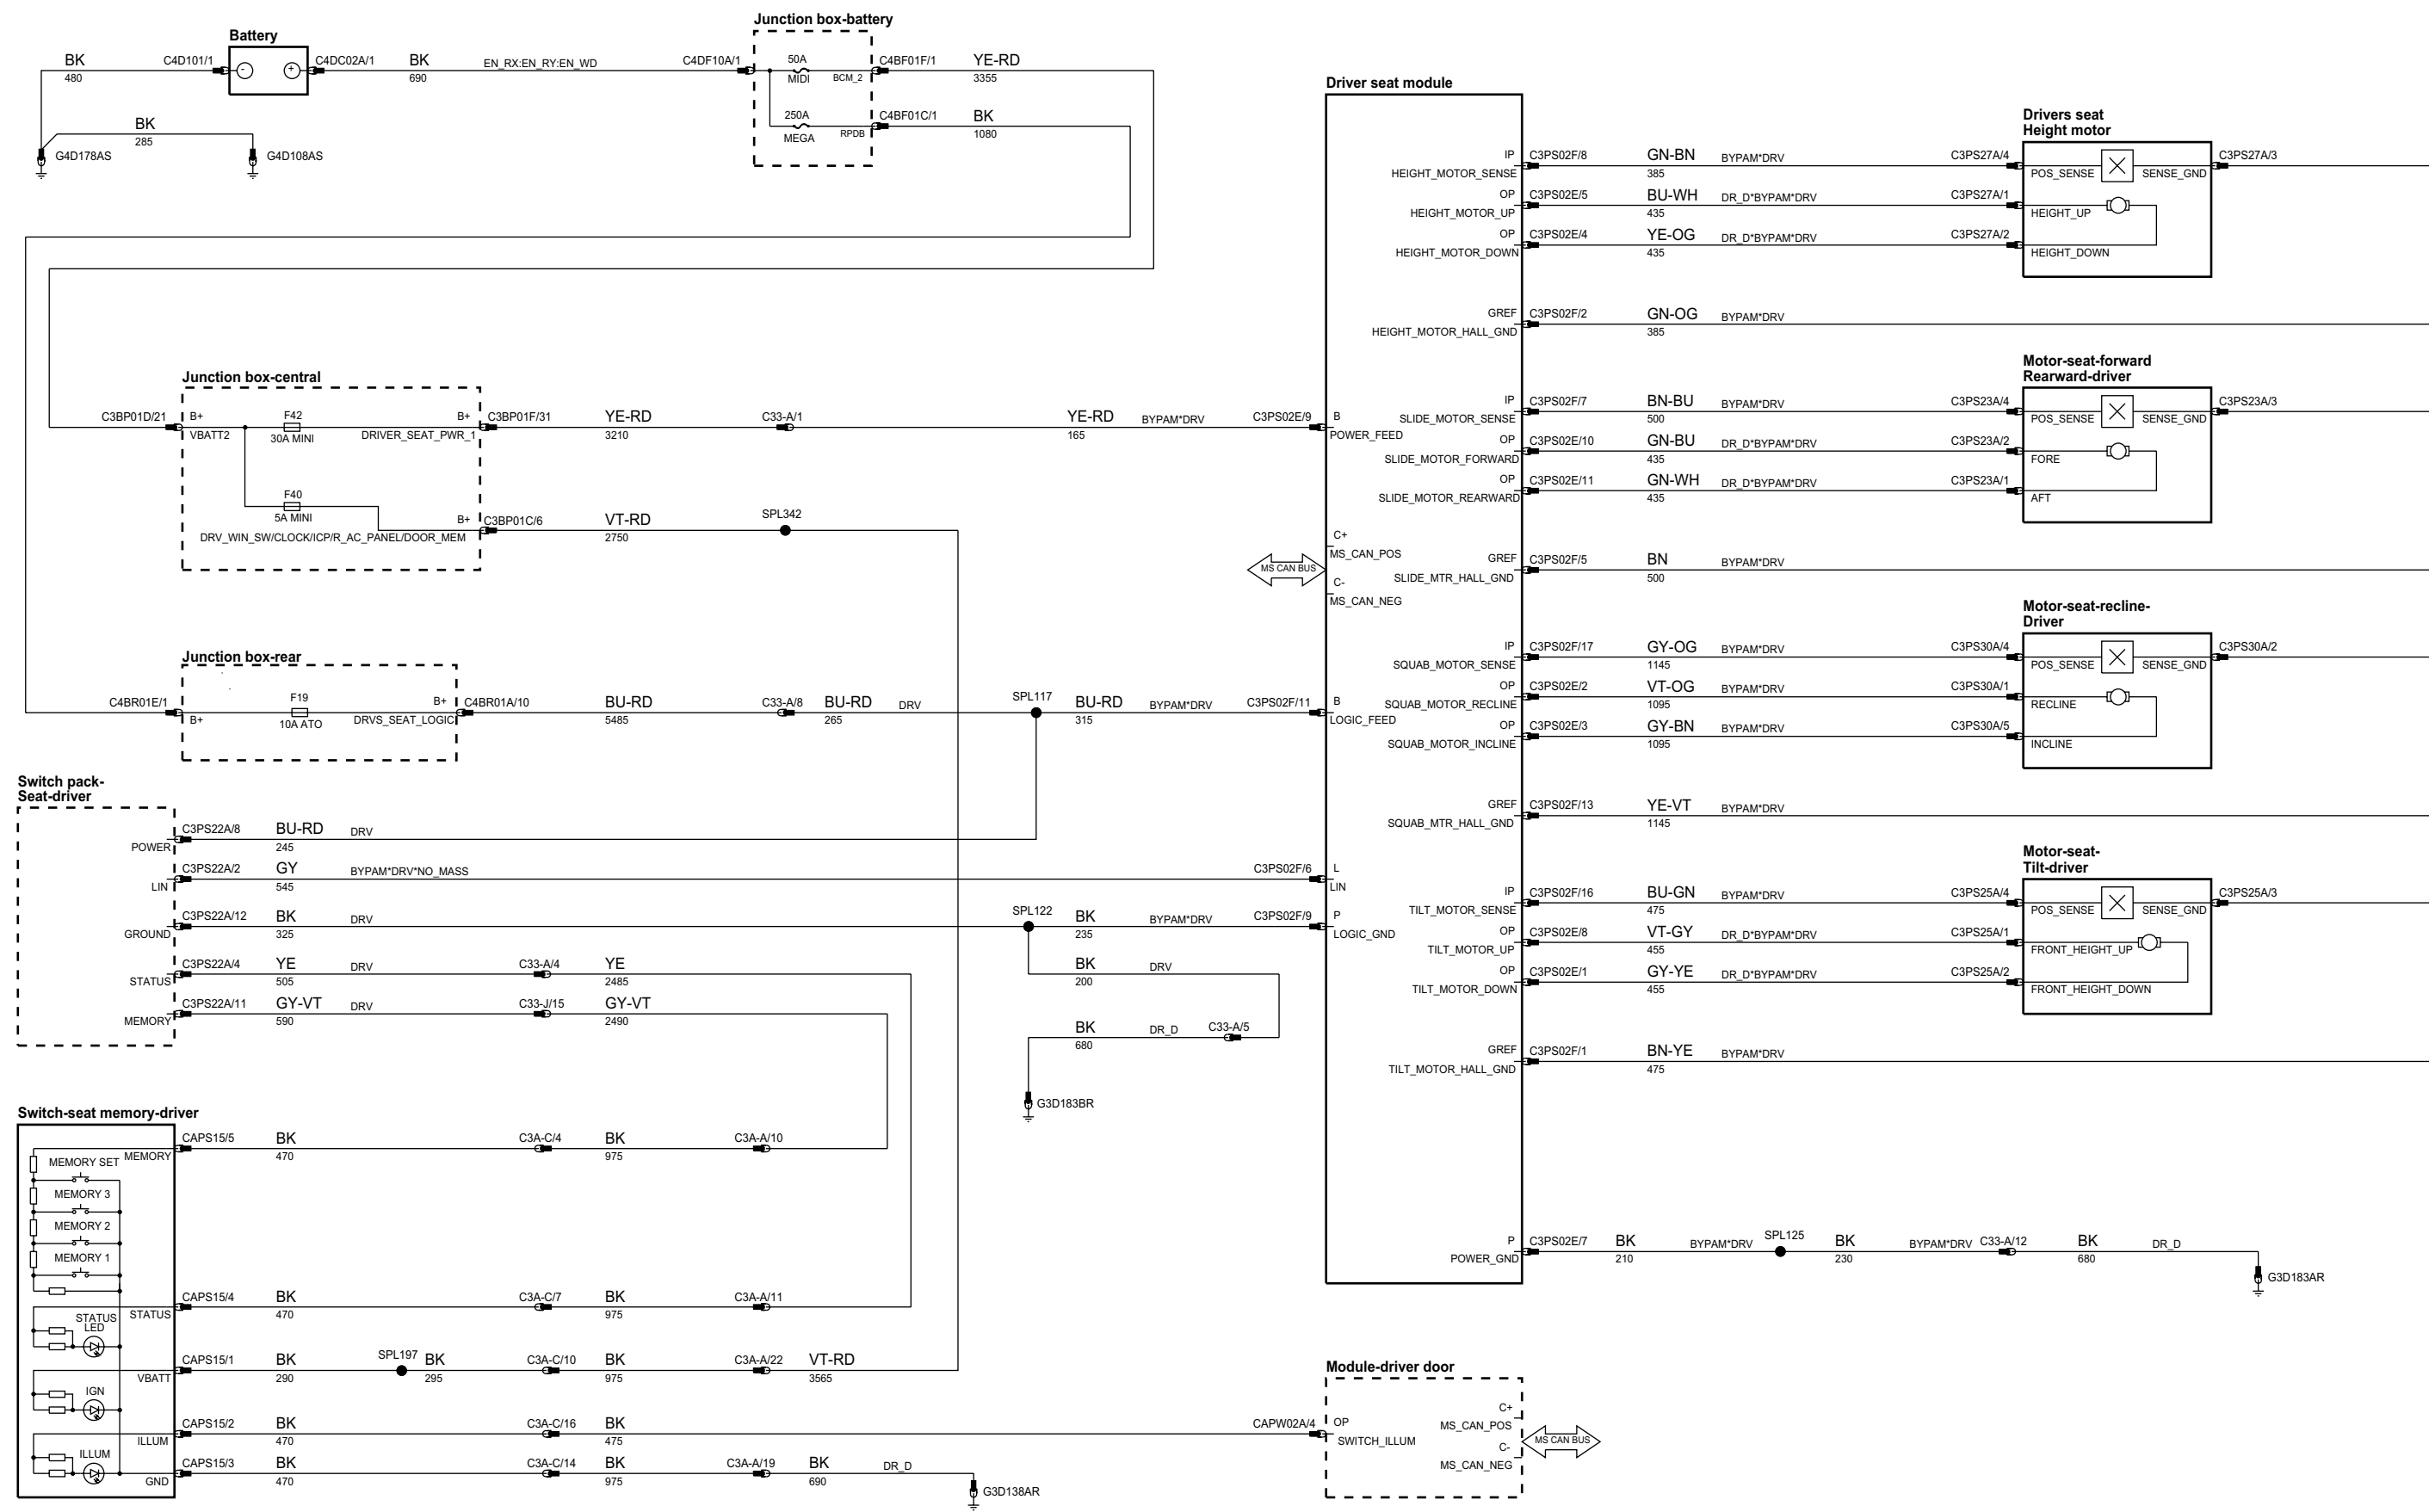 Battery
BK
480
C4D101/1
-
+
C4DC02A/1
BK
690
EN_RX:EN_RY:EN_WD
C4DF10A/1
BK
285
G4D178AS
G4D108AS
Junction box-battery
50A
MIDI
BCM_2
C4BF01F/1
YE-RD
3355
250A
MEGA
RPDB
C4BF01C/1
BK
1080
Junction box-central
C3BP01D/21
B+
VBATT2
F42
30A MINI
B+
DRIVER_SEAT_PWR_1
C3BP01F/31
YE-RD
3210
C33-A/1
YE-RD
165
BYPAM*DRV
C3PS02E/9
F40
5A MINI
B+
DRV_WIN_SW/CLOCK/ICP/R_AC_PANEL/DOOR_MEM
C3BP01C/6
VT-RD
2750
SPL342
Junction box-rear
C4BR01E/1
B+
F19
10A ATO
B+
DRVS_SEAT_LOGIC
C4BR01A/10
BU-RD
5485
C33-A/8
BU-RD
265
DRV
SPL117
BU-RD
315
BYPAM*DRV
C3PS02F/11
Switch pack-
Seat-driver
POWER
C3PS22A/8
BU-RD
245
DRV
LIN
C3PS22A/2
GY
545
BYPAM*DRV*NO_MASS
C3PS02F/6
GROUND
C3PS22A/12
BK
325
DRV
SPL122
BK
235
BYPAM*DRV
C3PS02F/9
STATUS
C3PS22A/4
YE
505
DRV
C33-A/4
YE
2485
BK
200
DRV
MEMORY
C3PS22A/11
GY-VT
590
DRV
C33-J/15
GY-VT
2490
BK
680
DR_D
C33-A/5
G3D183BR
Switch-seat memory-driver
MEMORY SET
MEMORY 3
MEMORY 2
MEMORY 1
STATUS
LED
IGN
ILLUM
MEMORY
CAPS15/5
BK
470
C3A-C/4
BK
975
C3A-A/10
STATUS
CAPS15/4
BK
470
C3A-C/7
BK
975
C3A-A/11
VBATT
CAPS15/1
BK
290
SPL197
BK
295
C3A-C/10
BK
975
C3A-A/22
VT-RD
3565
ILLUM
CAPS15/2
BK
470
C3A-C/16
BK
475
CAPW02A/4
GND
CAPS15/3
BK
470
C3A-C/14
BK
975
C3A-A/19
BK
690
DR_D
G3D138AR
Driver seat module
B
POWER_FEED
C+
MS_CAN_POS
C-
MS_CAN_NEG
MS CAN BUS
B
LOGIC_FEED
L
LIN
P
LOGIC_GND
IP
HEIGHT_MOTOR_SENSE
C3PS02F/8
GN-BN
385
BYPAM*DRV
C3PS27A/4
OP
HEIGHT_MOTOR_UP
C3PS02E/5
BU-WH
435
DR_D*BYPAM*DRV
C3PS27A/1
OP
HEIGHT_MOTOR_DOWN
C3PS02E/4
YE-OG
435
DR_D*BYPAM*DRV
C3PS27A/2
GREF
HEIGHT_MOTOR_HALL_GND
C3PS02F/2
GN-OG
385
BYPAM*DRV
Drivers seat
Height motor
POS_SENSE
SENSE_GND
C3PS27A/3
HEIGHT_UP
HEIGHT_DOWN
IP
SLIDE_MOTOR_SENSE
C3PS02F/7
BN-BU
500
BYPAM*DRV
C3PS23A/4
OP
SLIDE_MOTOR_FORWARD
C3PS02E/10
GN-BU
435
DR_D*BYPAM*DRV
C3PS23A/2
OP
SLIDE_MOTOR_REARWARD
C3PS02E/11
GN-WH
435
DR_D*BYPAM*DRV
C3PS23A/1
GREF
SLIDE_MTR_HALL_GND
C3PS02F/5
BN
500
BYPAM*DRV
Motor-seat-forward
Rearward-driver
POS_SENSE
SENSE_GND
C3PS23A/3
FORE
AFT
IP
SQUAB_MOTOR_SENSE
C3PS02F/17
GY-OG
1145
BYPAM*DRV
C3PS30A/4
OP
SQUAB_MOTOR_RECLINE
C3PS02E/2
VT-OG
1095
BYPAM*DRV
C3PS30A/1
OP
SQUAB_MOTOR_INCLINE
C3PS02E/3
GY-BN
1095
BYPAM*DRV
C3PS30A/5
GREF
SQUAB_MTR_HALL_GND
C3PS02F/13
YE-VT
1145
BYPAM*DRV
Motor-seat-recline-
Driver
POS_SENSE
SENSE_GND
C3PS30A/2
RECLINE
INCLINE
IP
TILT_MOTOR_SENSE
C3PS02F/16
BU-GN
475
BYPAM*DRV
C3PS25A/4
OP
TILT_MOTOR_UP
C3PS02E/8
VT-GY
455
DR_D*BYPAM*DRV
C3PS25A/1
OP
TILT_MOTOR_DOWN
C3PS02E/1
GY-YE
455
DR_D*BYPAM*DRV
C3PS25A/2
GREF
TILT_MOTOR_HALL_GND
C3PS02F/1
BN-YE
475
BYPAM*DRV
Motor-seat-
Tilt-driver
POS_SENSE
SENSE_GND
C3PS25A/3
FRONT_HEIGHT_UP
FRONT_HEIGHT_DOWN
P
POWER_GND
C3PS02E/7
BK
210
BYPAM*DRV
SPL125
BK
230
BYPAM*DRV
C33-A/12
BK
680
DR_D
G3D183AR
Module-driver door
OP
SWITCH_ILLUM
C+
MS_CAN_POS
C-
MS_CAN_NEG
MS CAN BUS